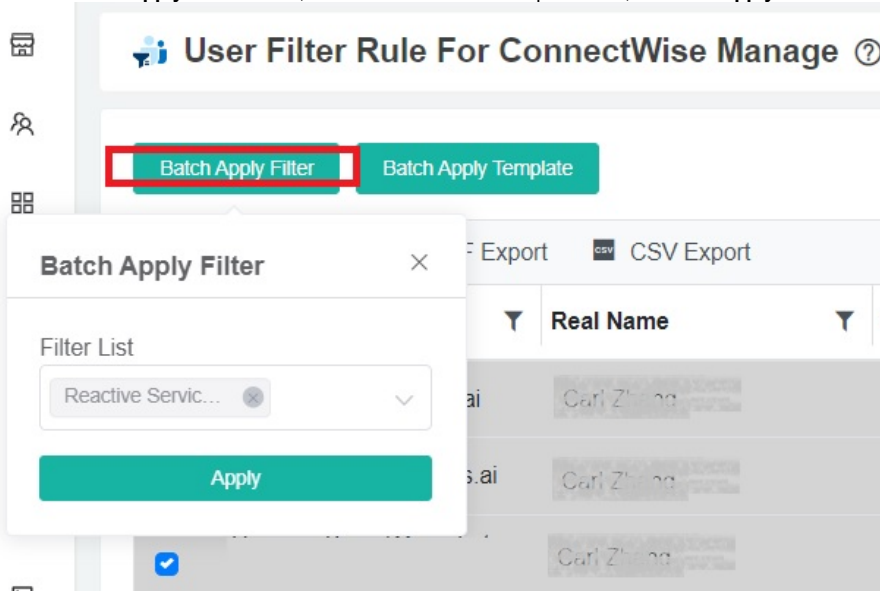 User Filter Rule For ConnectWise Manage
Batch Apply Filter
Batch Apply Template
Batch Apply Filter
Export
CSV
CSV Export
Real Name
Filter List
Reactive Servic...
ai
Apply
s.ai